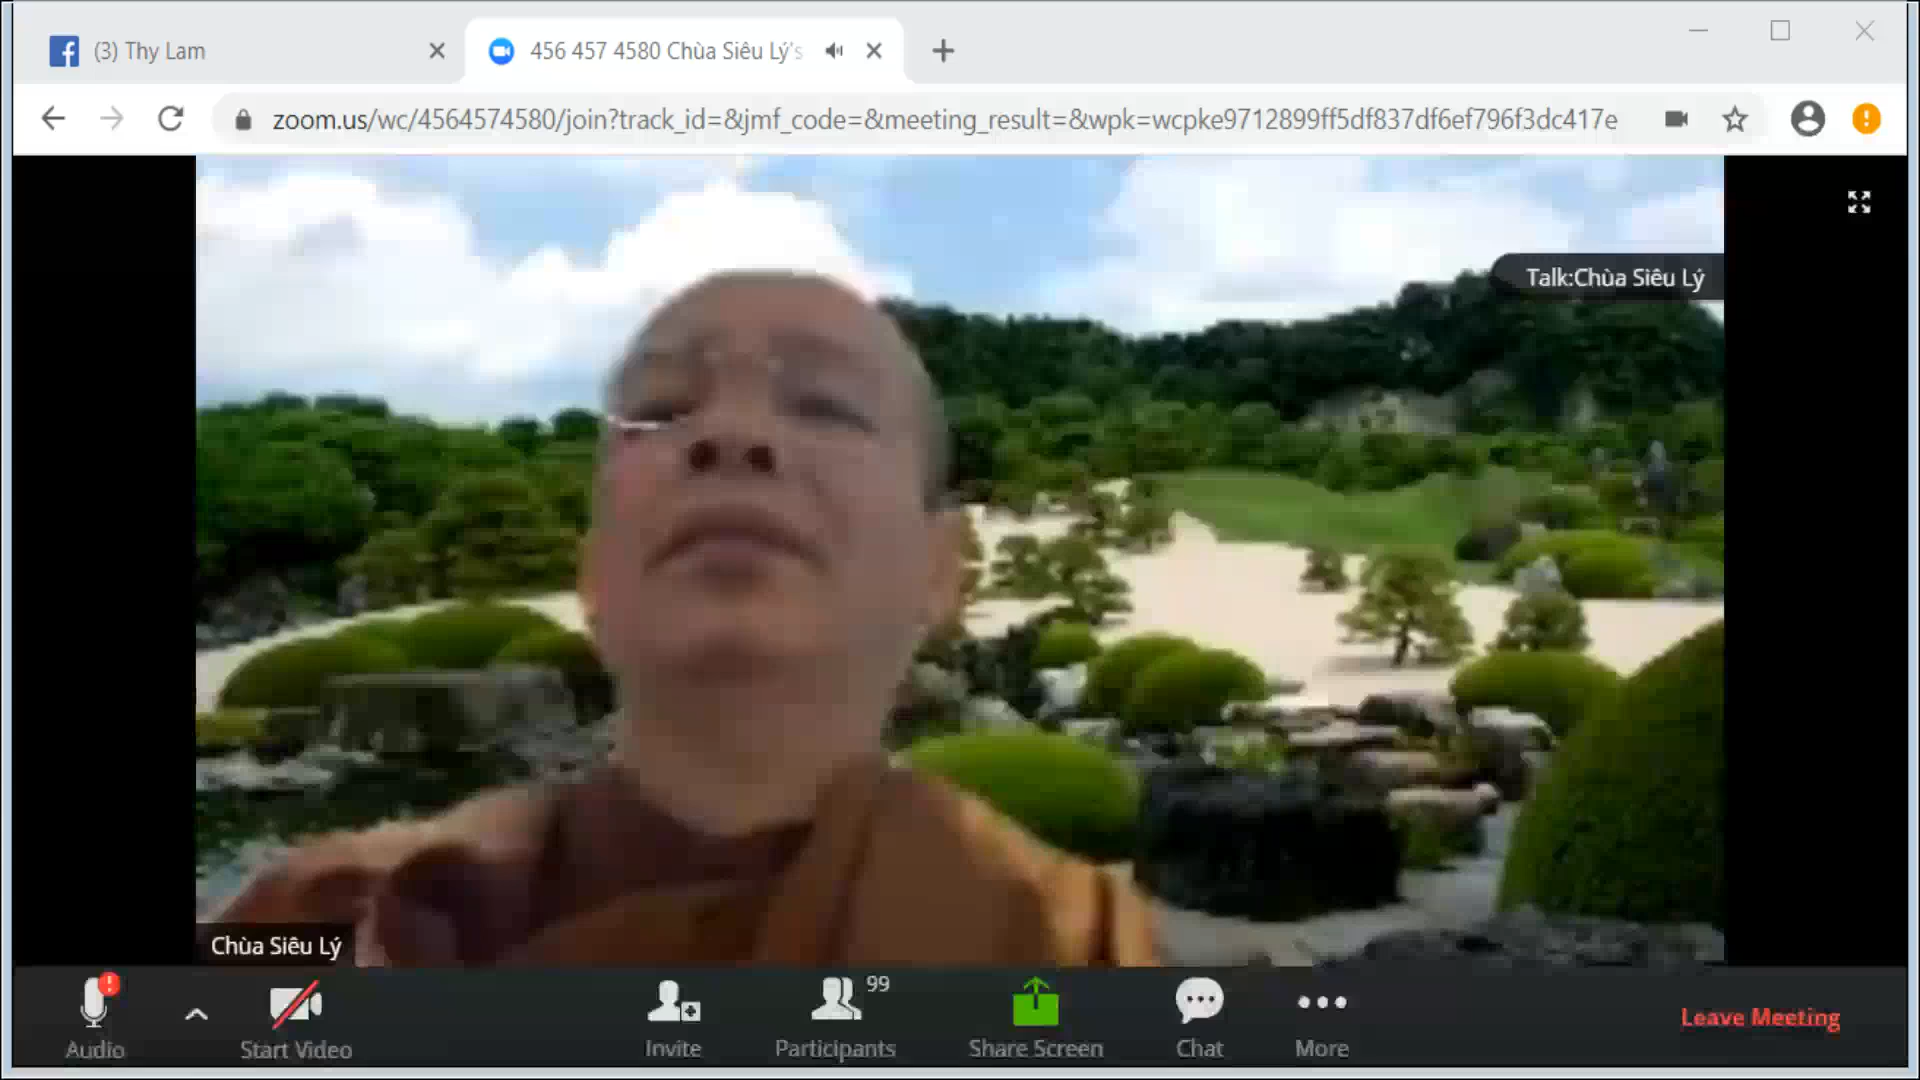 (3) Thy Lam
456 457 4580 Chùa Siêu Lý's
zoom.us/wc/4564574580/join?track_id=&jmf_code=&meeting_result=&wpk=wcpke9712899ff5df837df6ef796f3dc417e
Talk:Chùa Siêu Lý
Chùa Siêu Lý
99
Audio
Start Video
Invite
Participants
Share Screen
Chat
More
Leave Meeting